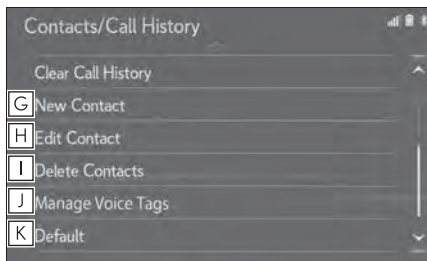 Contacts/Call History
Clear Call History
G New Contact
H Edit Contact
I Delete Contacts
J Manage Voice Tags
K Default